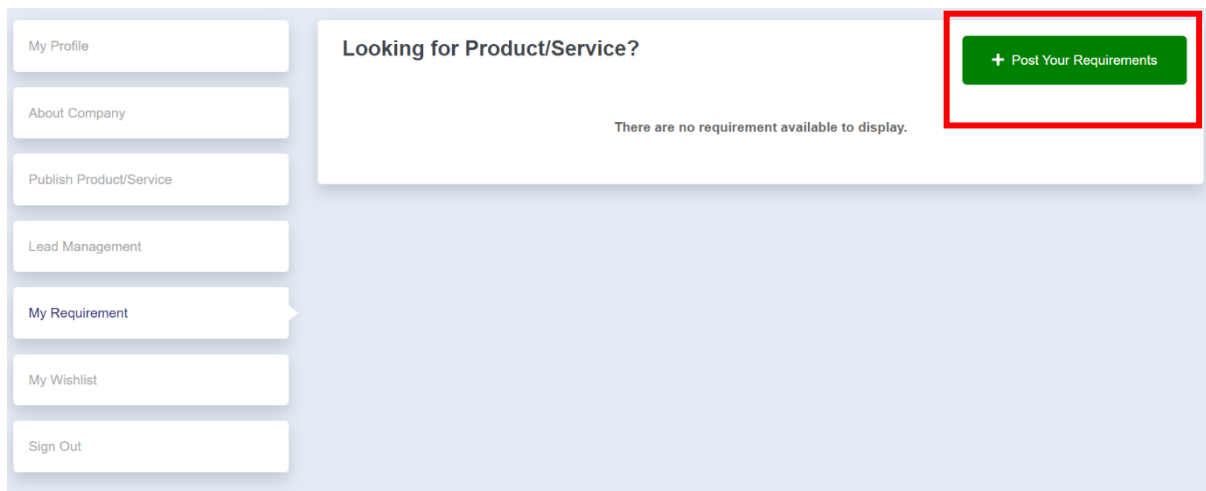 My Profile
About Company
Publish Product/Service
Lead Management
My Requirement
My Wishlist
Sign Out
Looking for Product/Service?
+ Post Your Requirements
There are no requirement available to display.